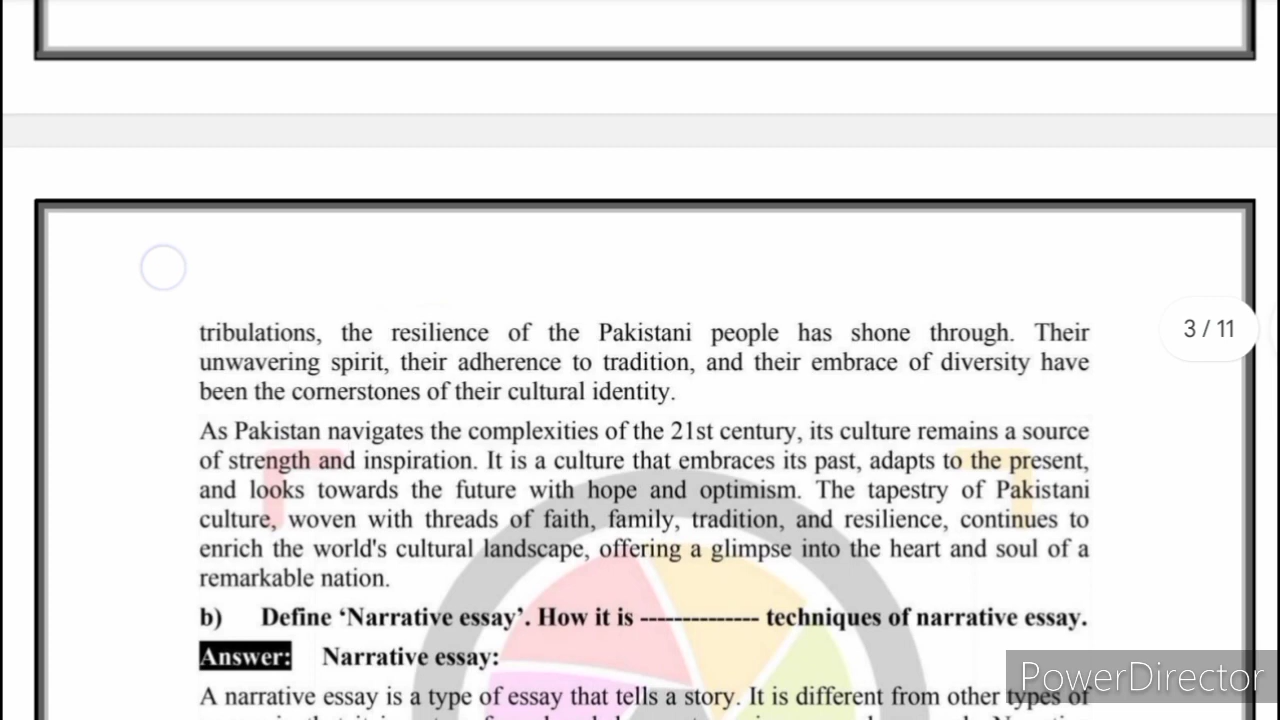 tribulations, the resilience of the Pakistani people has shone through. Their
unwavering spirit, their adherence to tradition, and their embrace of diversity have
been the cornerstones of their cultural identity.
3 / 11
As Pakistan navigates the complexities of the 21st century, its culture remains a source
of strength and inspiration. It is a culture that embraces its past, adapts to the present,
and looks towards the future with hope and optimism. The tapestry of Pakistani
culture, woven with threads of faith, family, tradition, and resilience, continues to
enrich the world's cultural landscape, offering a glimpse into the heart and soul of a
remarkable nation.
b) Define ‘Narrative essay’. How it is -------------- techniques of narrative essay.
Answer: Narrative essay:
A narrative essay is a type of essay that tells a story. It is different from other types of
PowerDirector